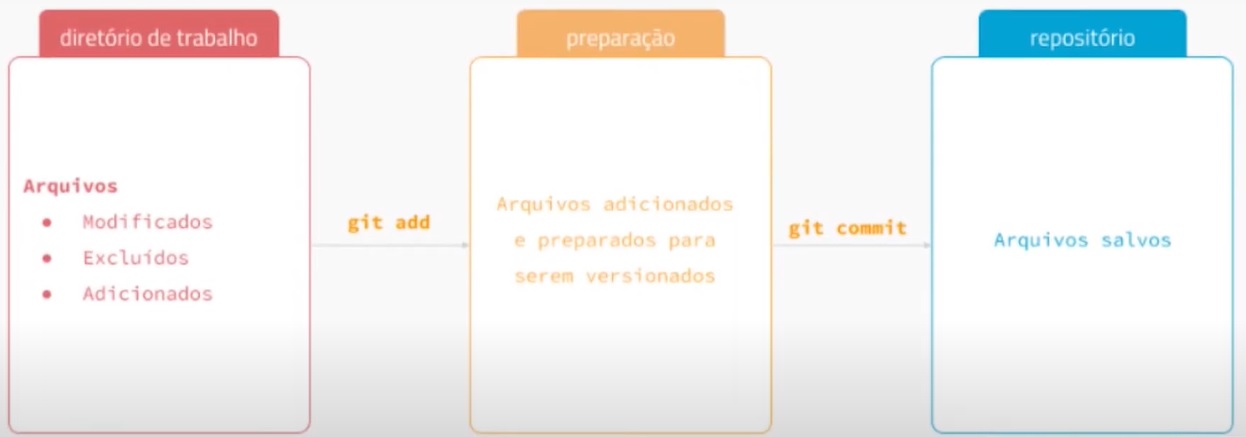 diretório de trabalho
Arquivos
● Modificados
● Excluídos
● Adicionados
git add
preparação
Arquivos adicionados
e preparados para
serem versionados
git commit
repositório
Arquivos salvos